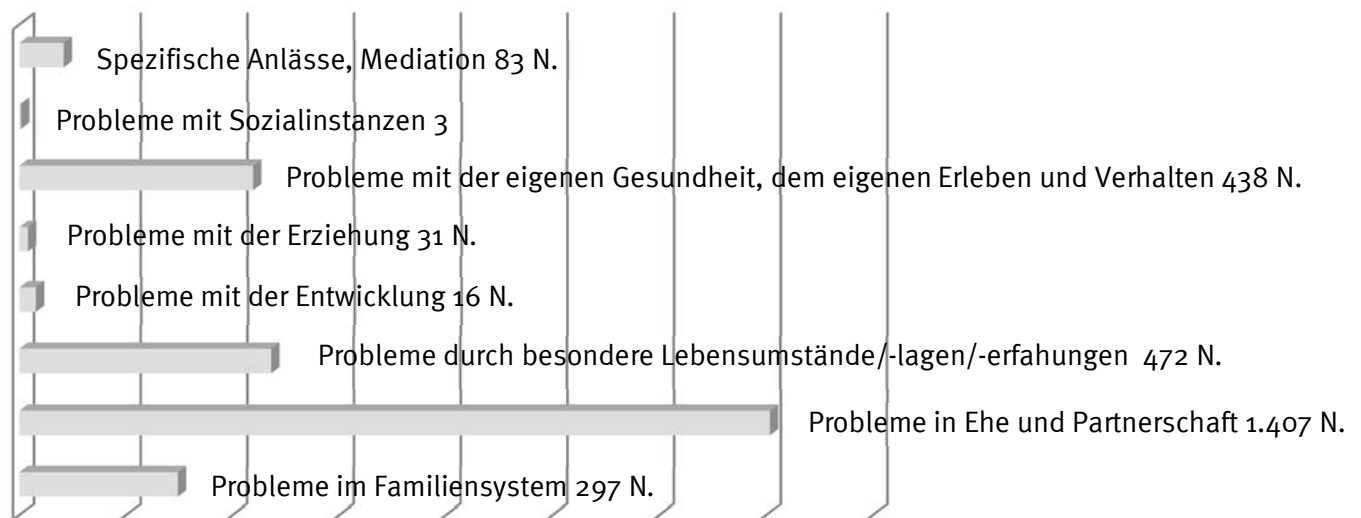 Spezifische Anlässe, Mediation 83 N.
Probleme mit Sozialinstanzen 3
Probleme mit der eigenen Gesundheit, dem eigenen Erleben und Verhalten 438 N.
Probleme mit der Erziehung 31 N.
Probleme mit der Entwicklung 16 N.
Probleme durch besondere Lebensumstände/-lagen/-erfahungen 472 N.
Probleme in Ehe und Partnerschaft 1.407 N.
Probleme im Familiensystem 297 N.